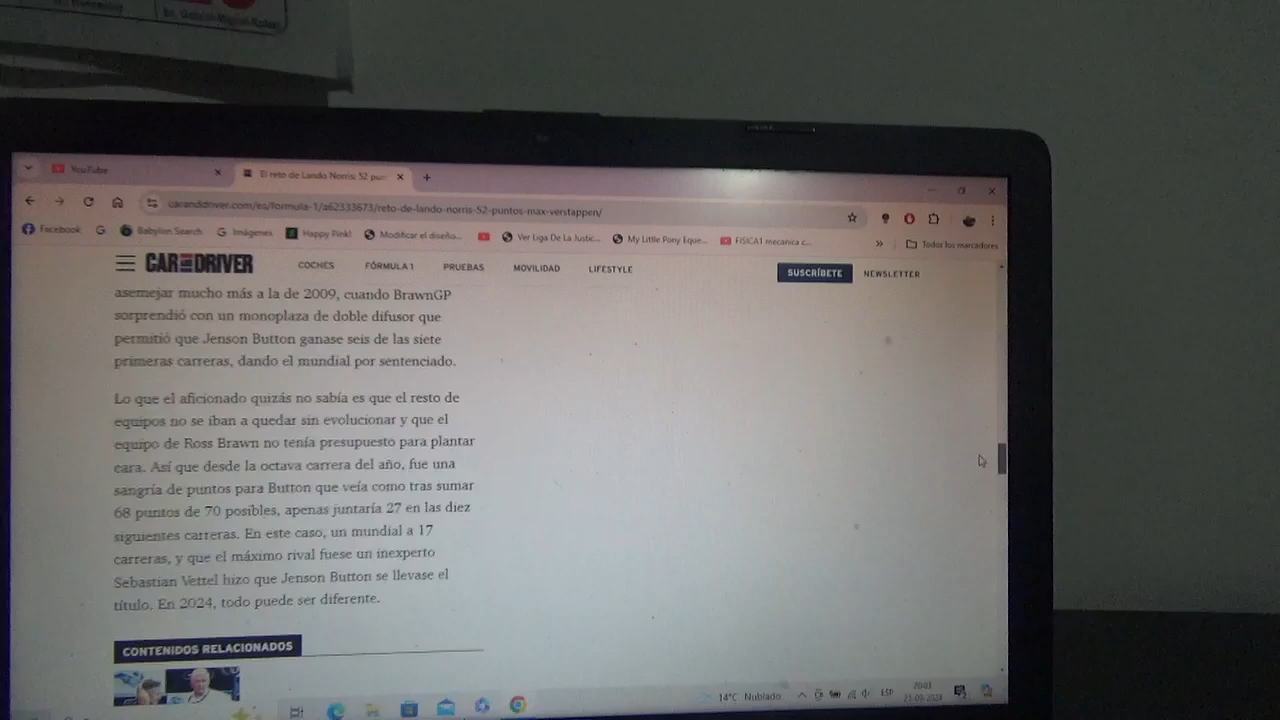 YouTube
El reto de Lando Norris: 52 pun
caranddriver.com/es/formula-1/a62333673/reto-de-lando-norris-52-puntos-max-verstappen/
Facebook
Babylon Search
Imágenes
Happy Pink!
Modificar el diseño...
Ver Liga De La Justic...
My Little Pony Eque...
FISICA1 mecanica c...
Todos los marcadores
CAR AND DRIVER
COCHES
FÓRMULA 1
PRUEBAS
MOVILIDAD
LIFESTYLE
SUSCRÍBETE
NEWSLETTER
asemejar mucho más a la de 2009, cuando BrawnGP
sorprendió con un monoplaza de doble difusor que
permitió que Jenson Button ganase seis de las siete
primeras carreras, dando el mundial por sentenciado.
Lo que el aficionado quizás no sabía es que el resto de
equipos no se iban a quedar sin evolucionar y que el
equipo de Ross Brawn no tenía presupuesto para plantar
cara. Así que desde la octava carrera del año, fue una
sangría de puntos para Button que veía como tras sumar
68 puntos de 70 posibles, apenas juntaría 27 en las diez
siguientes carreras. En este caso, un mundial a 17
carreras, y que el máximo rival fuese un inexperto
Sebastian Vettel hizo que Jenson Button se llevase el
título. En 2024, todo puede ser diferente.
CONTENIDOS RELACIONADOS
14°C Nublado
ESP
20:03